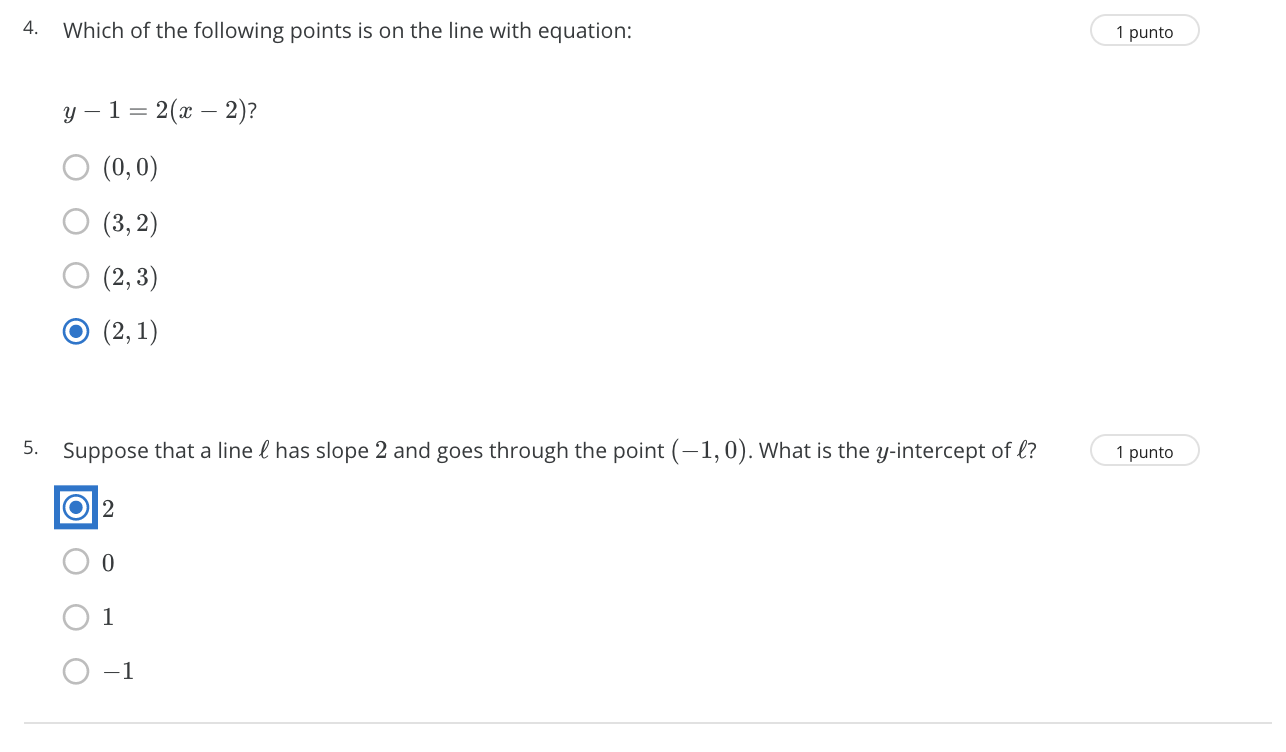 4. Which of the following points is on the line with equation: 1 punto
y − 1 = 2(x − 2)?
(0, 0)
(3, 2)
(2, 3)
(2, 1)
5. Suppose that a line ℓ has slope 2 and goes through the point (−1, 0). What is the y-intercept of ℓ? 1 punto
2
0
1
−1